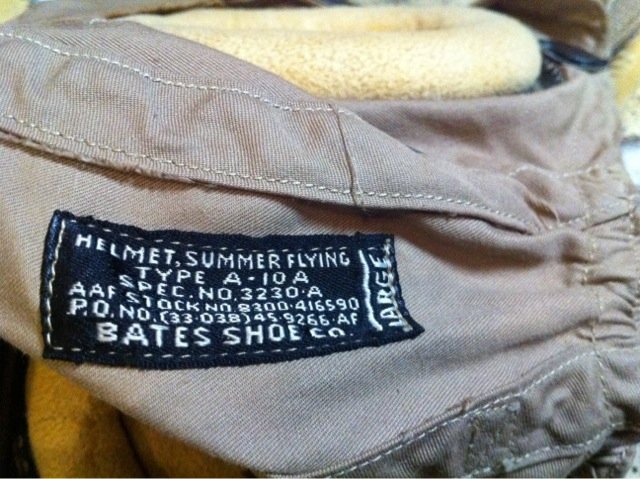 HELMET, SUMMER FLYING
TYPE A-10A
SPEC. NO. 3230-A
AAF STOCK NO. 8300-416590
P.O. NO. (33-038) 45-9266-AF
BATES SHOE CO.
LARGE